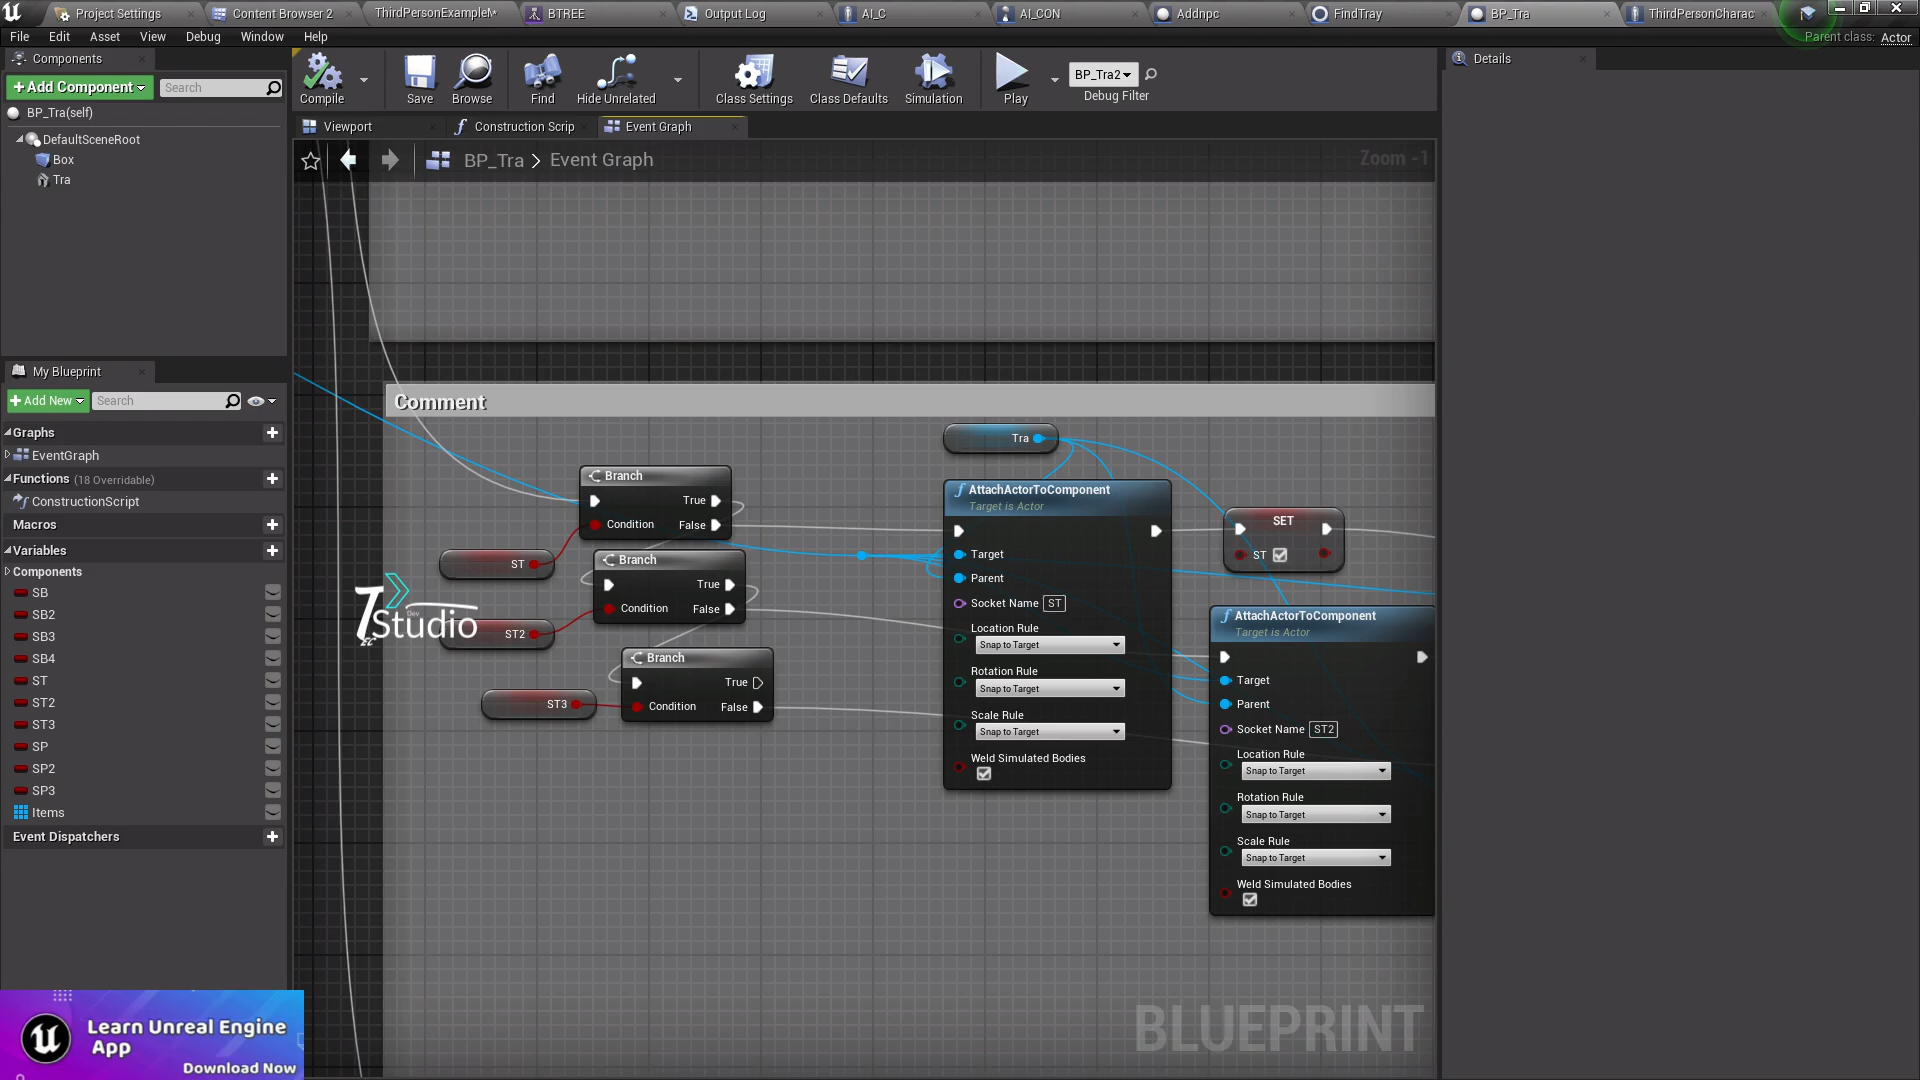 Project Settings
Content Browser 2
ThirdPersonExampleM*
BTREE
Output Log
AI_C
AI_CON
Addnpc
FindTray
BP_Tra
ThirdPersonCharac
File Edit Asset View Debug Window Help
Parent class: Actor
Components
+Add Component
Search
BP_Tra(self)
DefaultSceneRoot
Box
Tra
Compile
Save
Browse
Find
Hide Unrelated
Class Settings
Class Defaults
Simulation
Play
BP_Tra2
Debug Filter
Details
Viewport
Construction Scrip
Event Graph
BP_Tra > Event Graph
Zoom -1
My Blueprint
+Add New
Search
Graphs
EventGraph
Functions (18 Overridable)
ConstructionScript
Macros
Variables
Components
SB
SB2
SB3
SB4
ST
ST2
ST3
SP
SP2
SP3
Items
Event Dispatchers
Comment
Tra
Branch
True
Condition False
ST
Branch
True
Condition False
ST2
Branch
True
Condition False
ST3
AttachActorToComponent
Target is Actor
Target
Parent
Socket Name ST
Location Rule
Snap to Target
Rotation Rule
Snap to Target
Scale Rule
Snap to Target
Weld Simulated Bodies
SET
ST
AttachActorToComponent
Target is Actor
Target
Parent
Socket Name ST2
Location Rule
Snap to Target
Rotation Rule
Snap to Target
Scale Rule
Snap to Target
Weld Simulated Bodies
Dev
Studio
BLUEPRINT
Learn Unreal Engine
App
Download Now